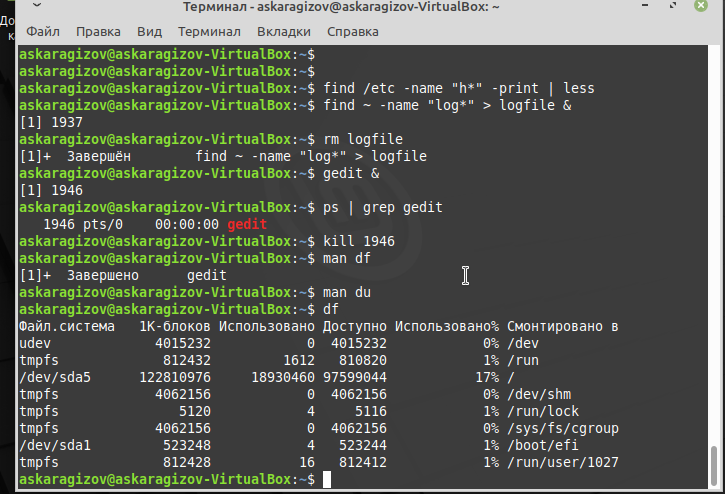 Терминал - askaragizov@askaragizov-VirtualBox: ~
Файл Правка Вид Терминал Вкладки Справка
askaragizov@askaragizov-VirtualBox:~$
askaragizov@askaragizov-VirtualBox:~$
askaragizov@askaragizov-VirtualBox:~$ find /etc -name "h*" -print | less
askaragizov@askaragizov-VirtualBox:~$ find ~ -name "log*" > logfile &
[1] 1937
askaragizov@askaragizov-VirtualBox:~$ rm logfile
[1]+  Завершён        find ~ -name "log*" > logfile
askaragizov@askaragizov-VirtualBox:~$ gedit &
[1] 1946
askaragizov@askaragizov-VirtualBox:~$ ps | grep gedit
   1946 pts/0    00:00:00 gedit
askaragizov@askaragizov-VirtualBox:~$ kill 1946
askaragizov@askaragizov-VirtualBox:~$ man df
[1]+  Завершено      gedit
askaragizov@askaragizov-VirtualBox:~$ man du
askaragizov@askaragizov-VirtualBox:~$ df
Файл.система   1K-блоков Использовано Доступно Использовано% Смонтировано в
udev             4015232            0  4015232            0% /dev
tmpfs             812432         1612   810820            1% /run
/dev/sda5      122810976     18930460 97599044           17% /
tmpfs            4062156            0  4062156            0% /dev/shm
tmpfs               5120            4     5116            1% /run/lock
tmpfs            4062156            0  4062156            0% /sys/fs/cgroup
/dev/sda1         523248            4   523244            1% /boot/efi
tmpfs             812428           16   812412            1% /run/user/1027
askaragizov@askaragizov-VirtualBox:~$